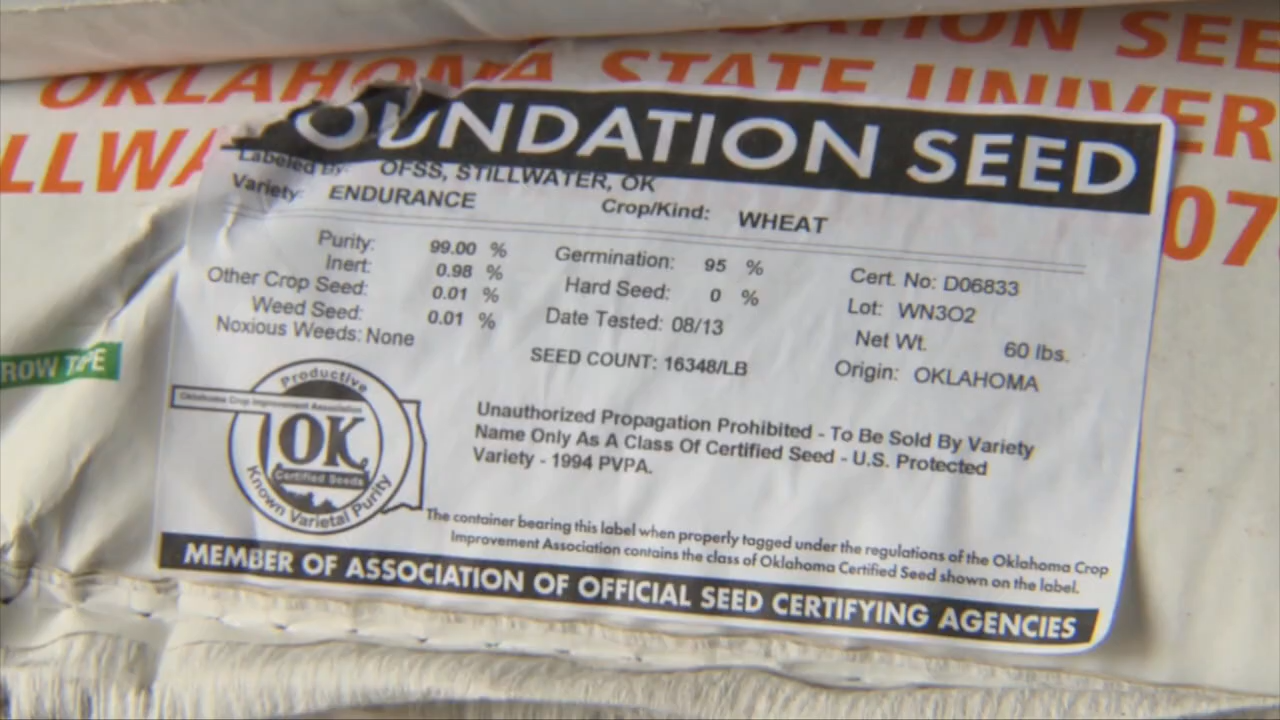 ATION SEE
OKLAHOMA STATE UNIVER
LLWA
07
ROW TAPE
FOUNDATION SEED
Labeled By: OFSS, STILLWATER, OK
Variety: ENDURANCE Crop/Kind: WHEAT
Purity: 99.00 % Germination: 95 % Cert. No: D06833
Inert: 0.98 % Hard Seed: 0 % Lot: WN3O2
Other Crop Seed: 0.01 % Date Tested: 08/13 Net Wt. 60 lbs.
Weed Seed: 0.01 % SEED COUNT: 16348/LB Origin: OKLAHOMA
Noxious Weeds: None
Productive
Oklahoma Crop Improvement Association
OK
Certified Seeds
Known Varietal Purity
Unauthorized Propagation Prohibited - To Be Sold By Variety
Name Only As A Class Of Certified Seed - U.S. Protected
Variety - 1994 PVPA.
The container bearing this label when properly tagged under the regulations of the Oklahoma Crop
Improvement Association contains the class of Oklahoma Certified Seed shown on the label.
MEMBER OF ASSOCIATION OF OFFICIAL SEED CERTIFYING AGENCIES